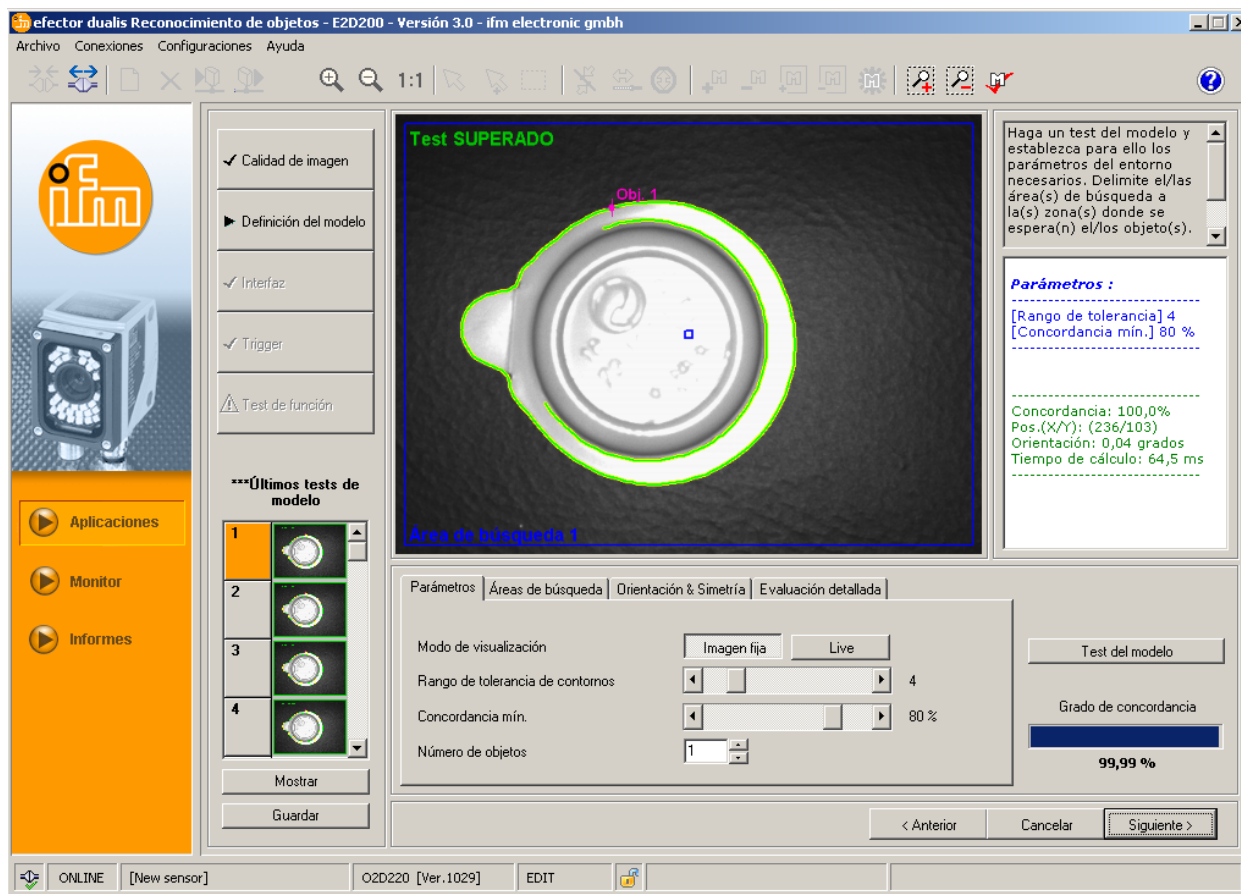 efector dualis Reconocimiento de objetos - E2D200 - Versión 3.0 - ifm electronic gmbh
Archivo Conexiones Configuraciones Ayuda
1:1
ifm
Calidad de imagen
Definición del modelo
Interfaz
Trigger
Test de función
***Últimos tests de
modelo
1
2
3
4
Mostrar
Guardar
Aplicaciones
Monitor
Informes
Test SUPERADO
Obj. 1
Área de búsqueda 1
Haga un test del modelo y
establezca para ello los
parámetros del entorno
necesarios. Delimite el/las
área(s) de búsqueda a
la(s) zona(s) donde se
espera(n) el/los objeto(s).
Parámetros :
------------------------------
[Rango de tolerancia] 4
[Concordancia mín.] 80 %
------------------------------
------------------------------
Concordancia: 100,0%
Pos.(X/Y): (236/103)
Orientación: 0,04 grados
Tiempo de cálculo: 64,5 ms
------------------------------
Parámetros Áreas de búsqueda Orientación & Simetría Evaluación detallada
Modo de visualización Imagen fija Live
Rango de tolerancia de contornos 4
Concordancia mín. 80 %
Número de objetos 1
Test del modelo
Grado de concordancia
99,99 %
< Anterior Cancelar Siguiente >
ONLINE [New sensor] O2D220 [Ver.1029] EDIT